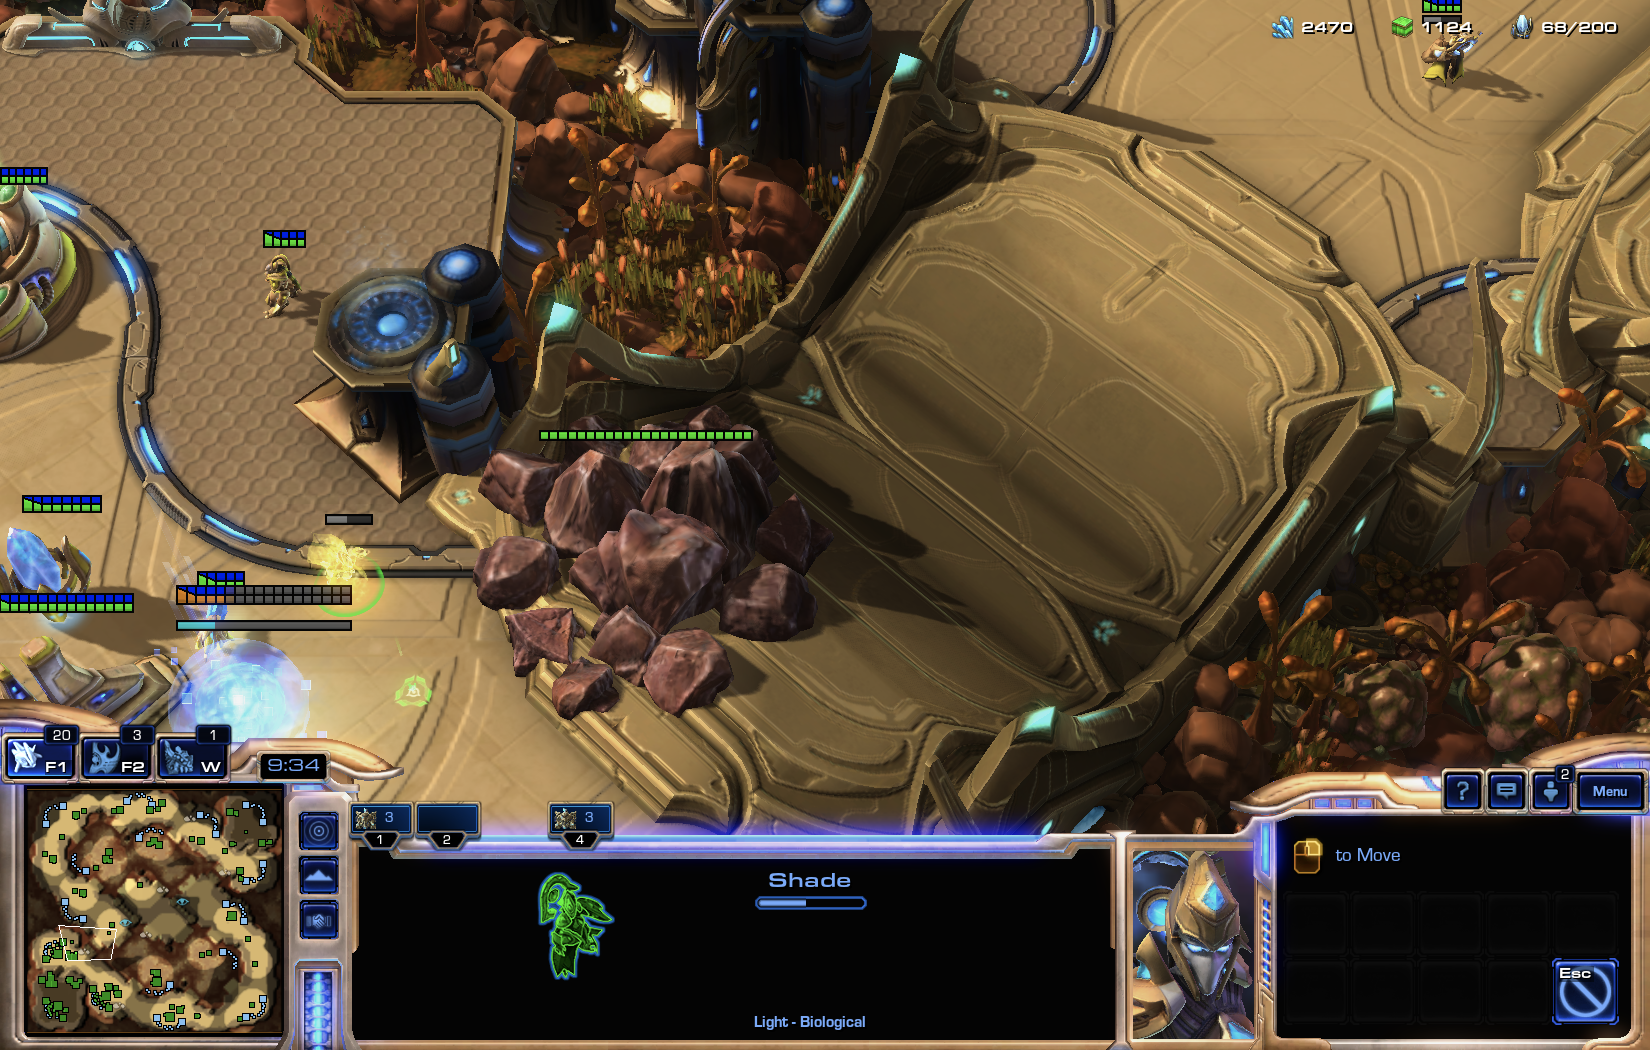 2470 1124 68/200
20 3 1
F1 F2 W
9:34
3 3
1 2 4
Shade
Light - Biological
2
? Menu
to Move
Esc